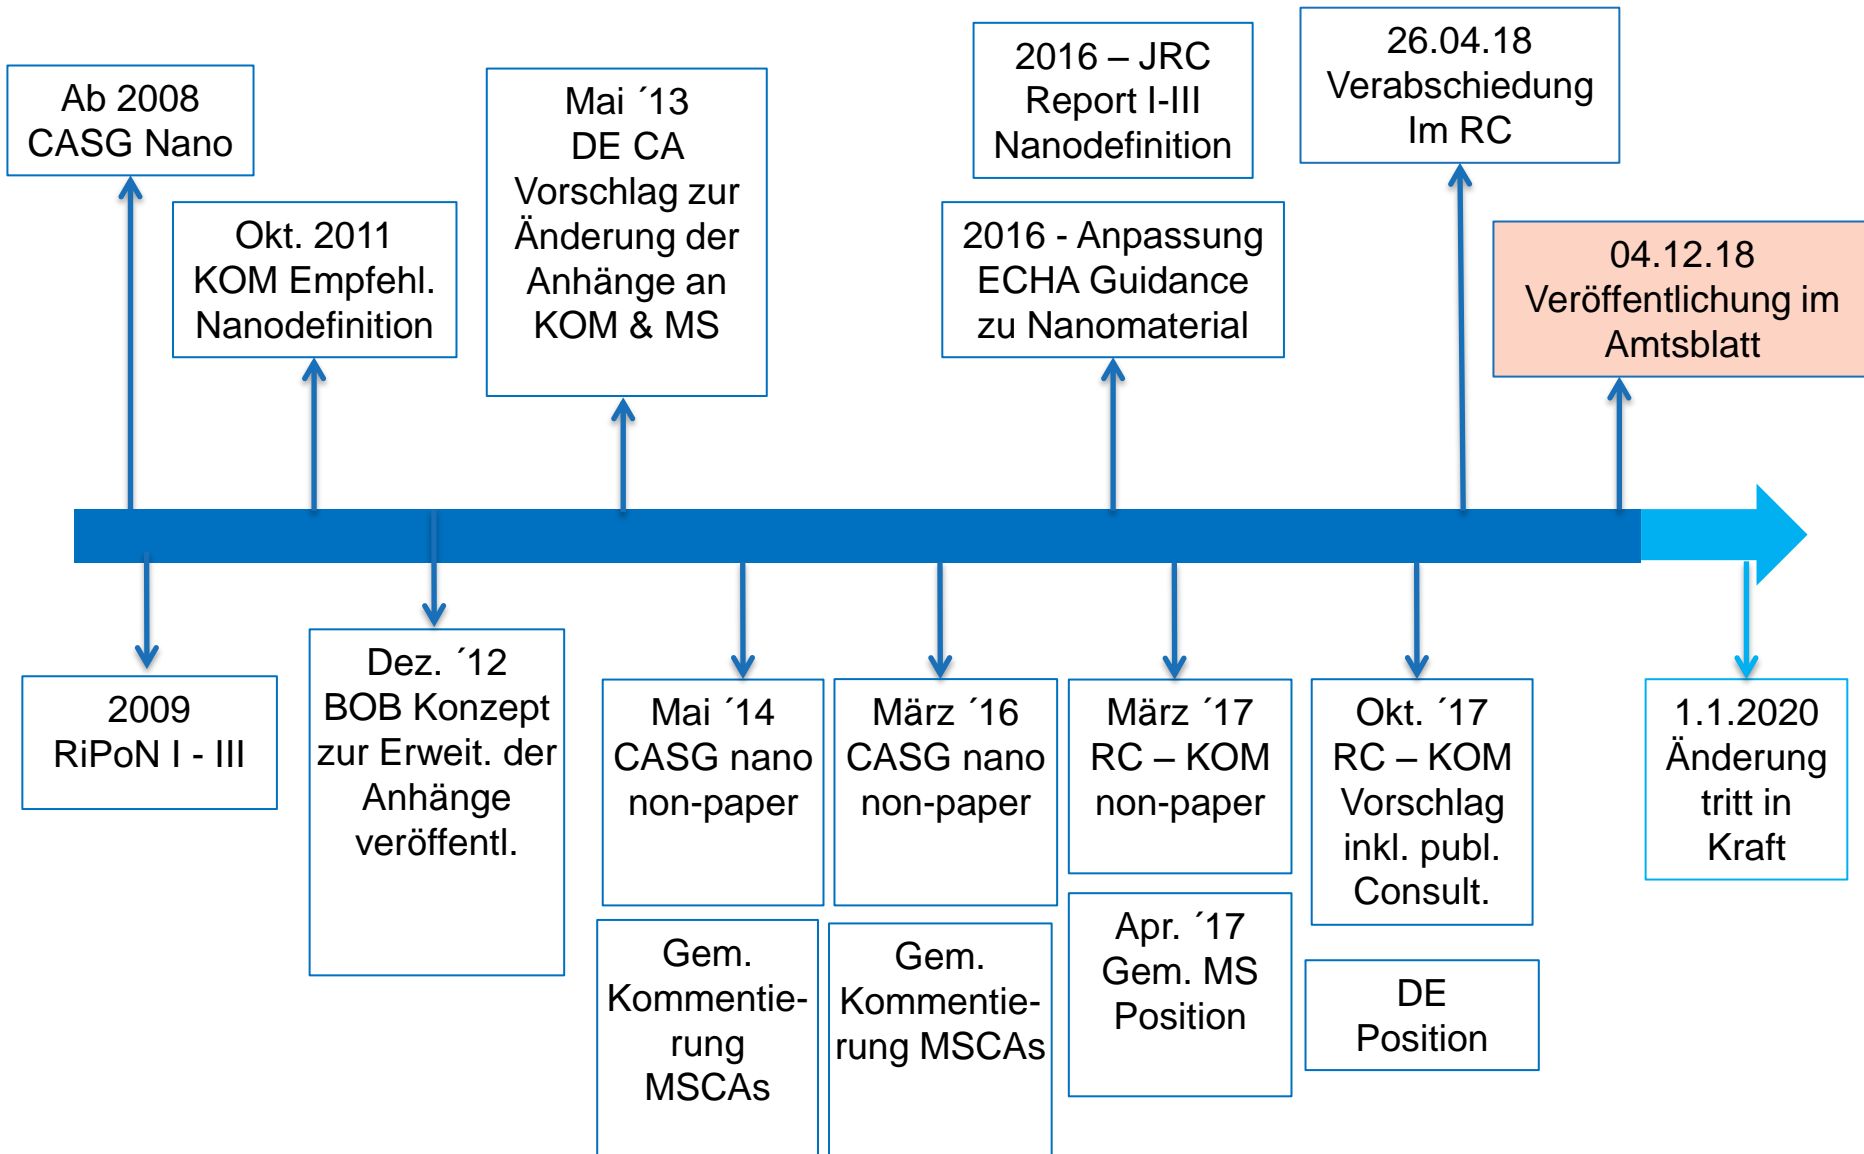 Ab 2008
CASG Nano
Okt. 2011
KOM Empfehl.
Nanodefinition
Mai ´13
DE CA
Vorschlag zur
Änderung der
Anhänge an
KOM & MS
2016 – JRC
Report I-III
Nanodefinition
2016 - Anpassung
ECHA Guidance
zu Nanomaterial
26.04.18
Verabschiedung
Im RC
04.12.18
Veröffentlichung im
Amtsblatt
2009
RiPoN I - III
Dez. ´12
BOB Konzept
zur Erweit. der
Anhänge
veröffentl.
Mai ´14
CASG nano
non-paper
Gem.
Kommentie-
rung
MSCAs
März ´16
CASG nano
non-paper
Gem.
Kommentie-
rung MSCAs
März ´17
RC – KOM
non-paper
Apr. ´17
Gem. MS
Position
Okt. ´17
RC – KOM
Vorschlag
inkl. publ.
Consult.
DE
Position
1.1.2020
Änderung
tritt in
Kraft